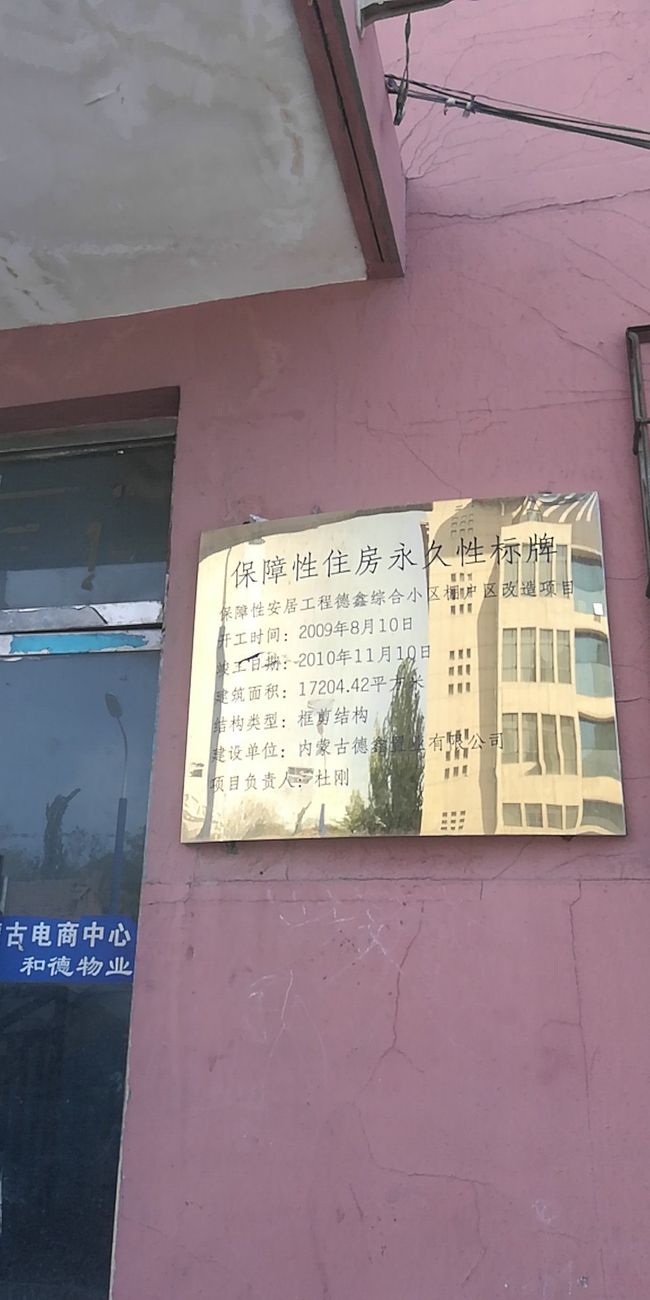 保障性住房永久性标牌
保障性安居工程德鑫综合小区棚户区改造项目
开工时间：2009年8月10日
竣工日期：2010年11月10日
建筑面积：17204.42平方米
结构类型：框剪结构
建设单位：内蒙古德鑫置业有限公司
项目负责人：杜刚
古电商中心
和德物业